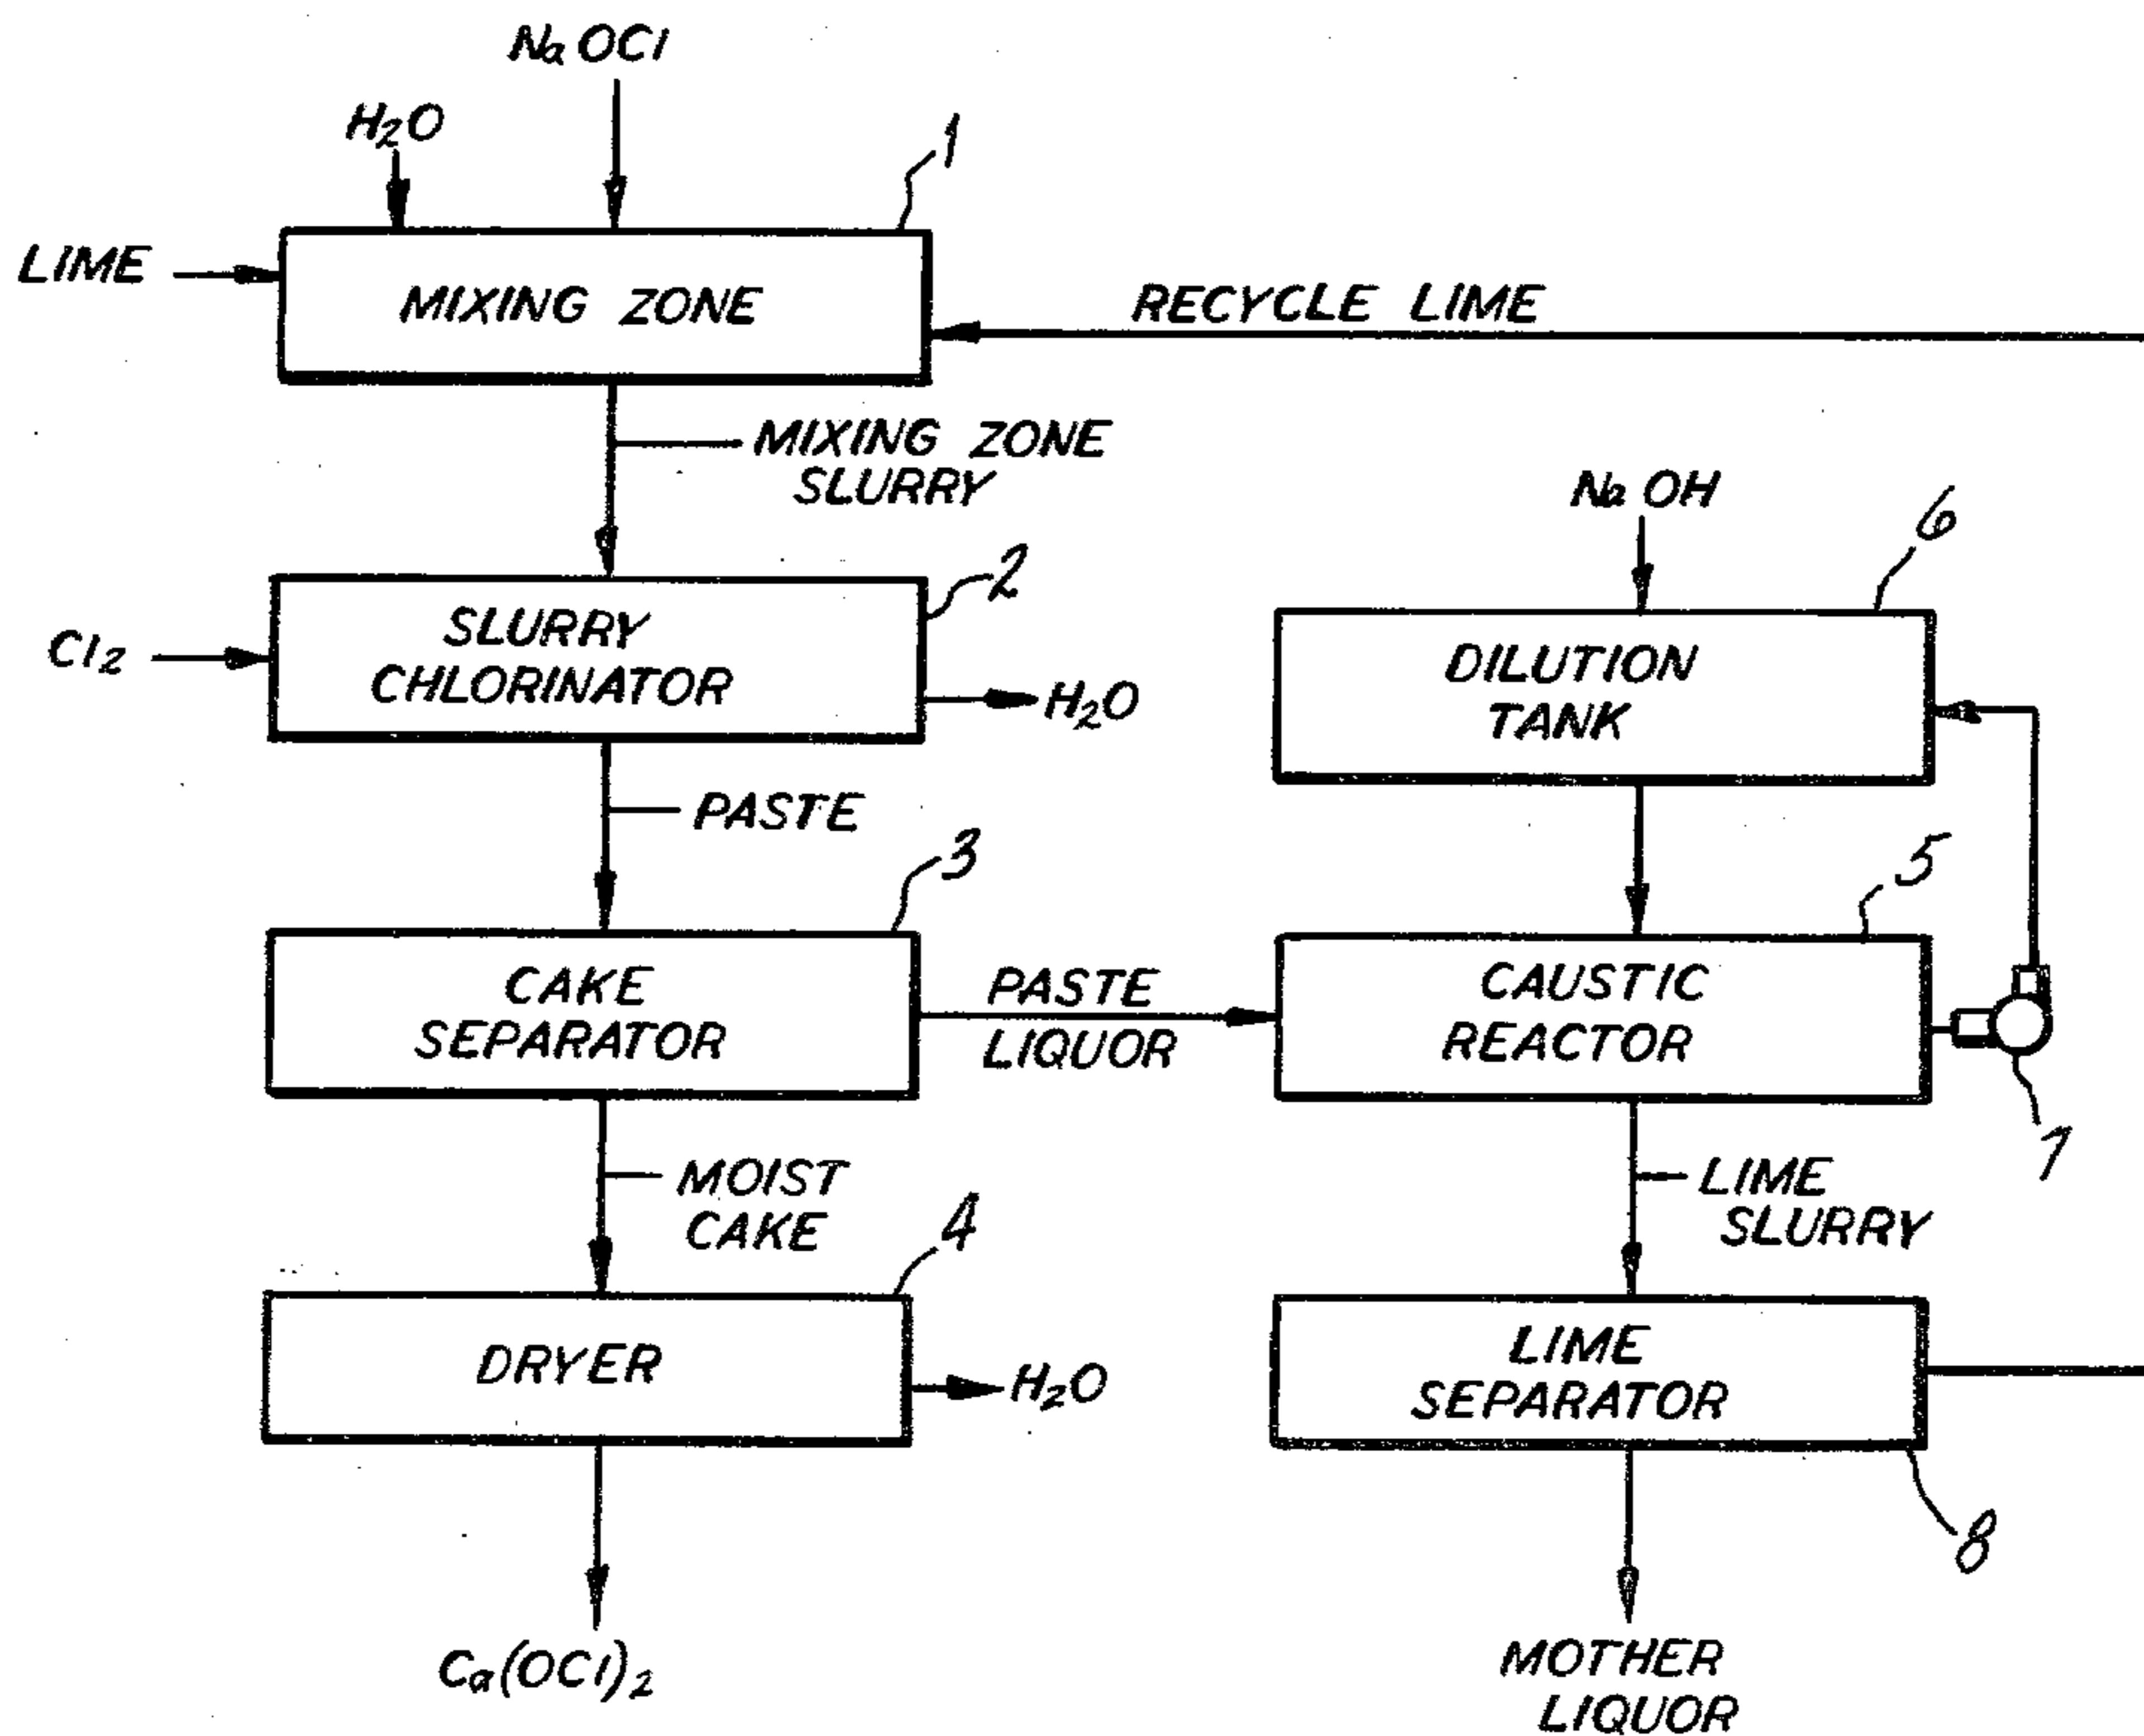 NaOCl
H₂O
1
LIME
MIXING ZONE
RECYCLE LIME
MIXING ZONE
SLURRY
NaOH
6
2
SLURRY
CHLORINATOR
Cl₂
H₂O
DILUTION
TANK
PASTE
3
5
CAKE
SEPARATOR
PASTE
LIQUOR
CAUSTIC
REACTOR
7
MOIST
CAKE
LIME
SLURRY
4
DRYER
H₂O
LIME
SEPARATOR
8
Ca(OCl)₂
MOTHER
LIQUOR